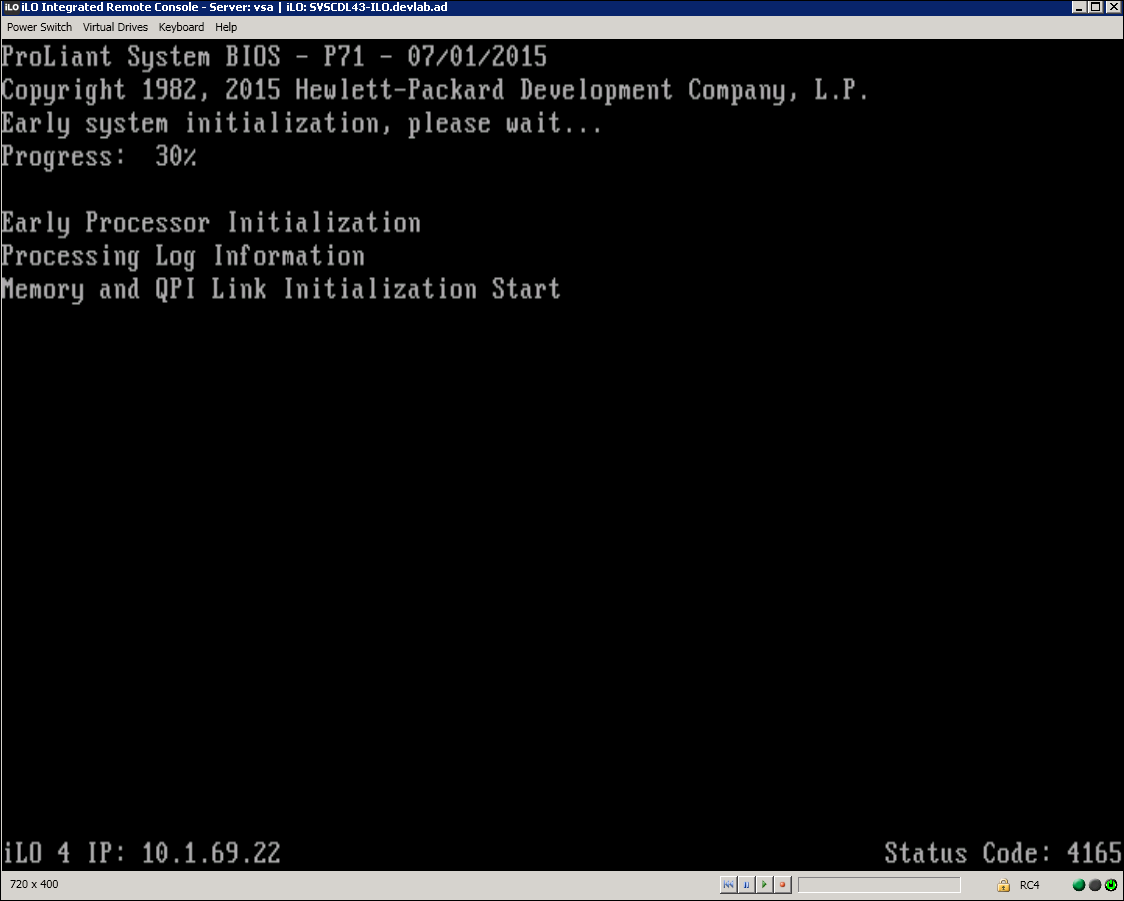 iLO iLO Integrated Remote Console - Server: vsa | iLO: SVSCDL43-ILO.devlab.ad
Power Switch Virtual Drives Keyboard Help
ProLiant System BIOS - P71 - 07/01/2015
Copyright 1982, 2015 Hewlett-Packard Development Company, L.P.
Early system initialization, please wait...
Progress: 30%
Early Processor Initialization
Processing Log Information
Memory and QPI Link Initialization Start
iLO 4 IP: 10.1.69.22 Status Code: 4165
720 x 400 RC4